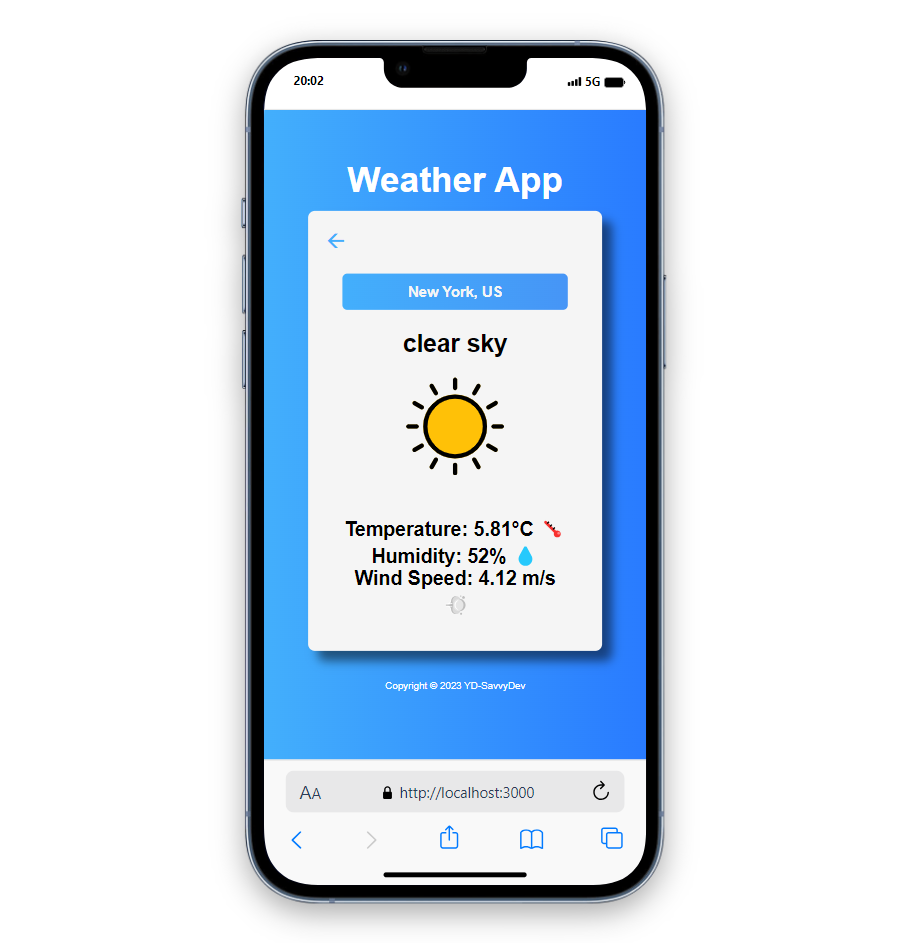 20:02
5G
Weather App
New York, US
clear sky
Temperature: 5.81°C
Humidity: 52%
Wind Speed: 4.12 m/s
Copyright © 2023 YD-SavvyDev
AA
http://localhost:3000